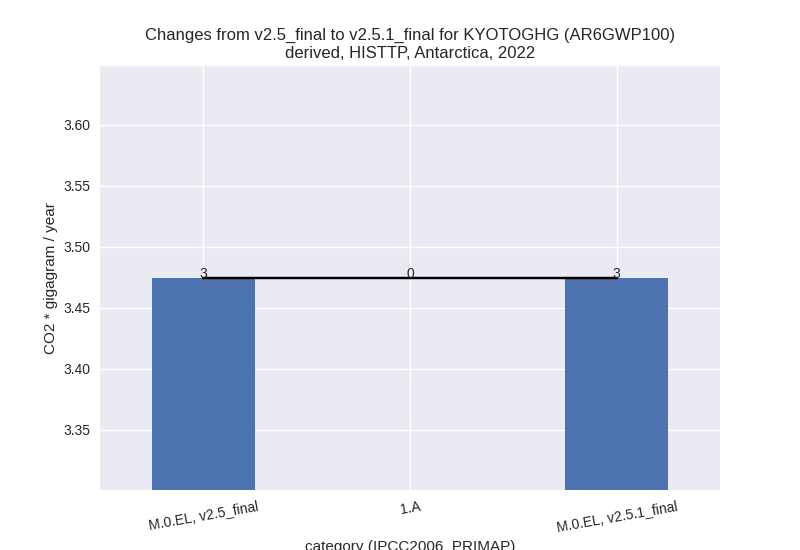 Changes from v2.5_final to v2.5.1_final for KYOTOGHG (AR6GWP100)
derived, HISTTP, Antarctica, 2022
3.60
3.55
3.50
3.45
3.40
3.35
CO2 * gigagram / year
3
0
3
M.0.EL, v2.5_final
1.A
M.0.EL, v2.5.1_final
category (IPCC2006_PRIMAP)